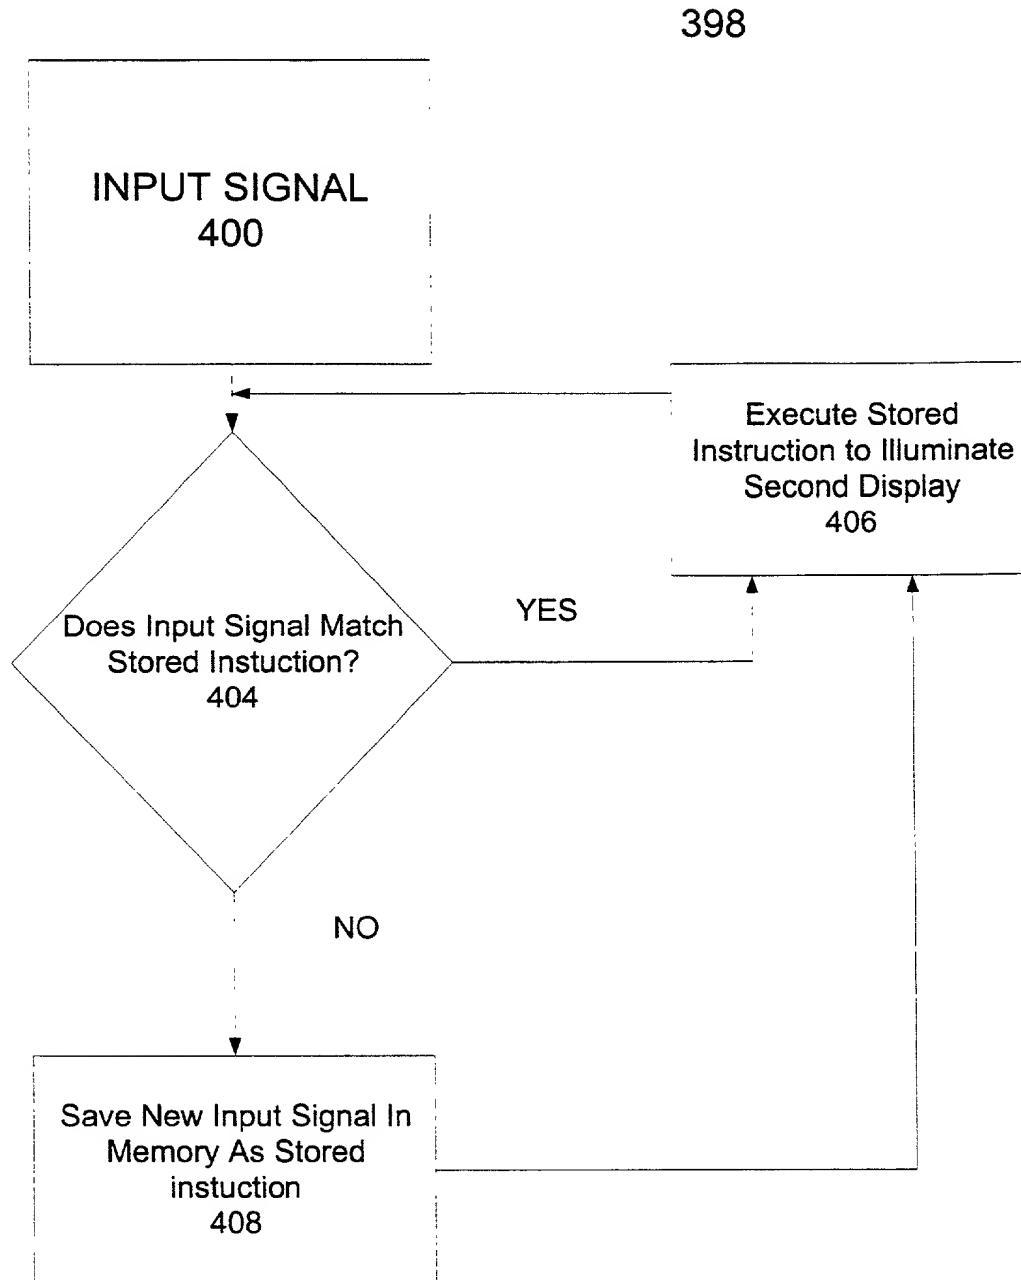 398
INPUT SIGNAL
400
Execute Stored
Instruction to Illuminate
Second Display
406
Does Input Signal Match
Stored Instuction?
404
YES
NO
Save New Input Signal In
Memory As Stored
instuction
408